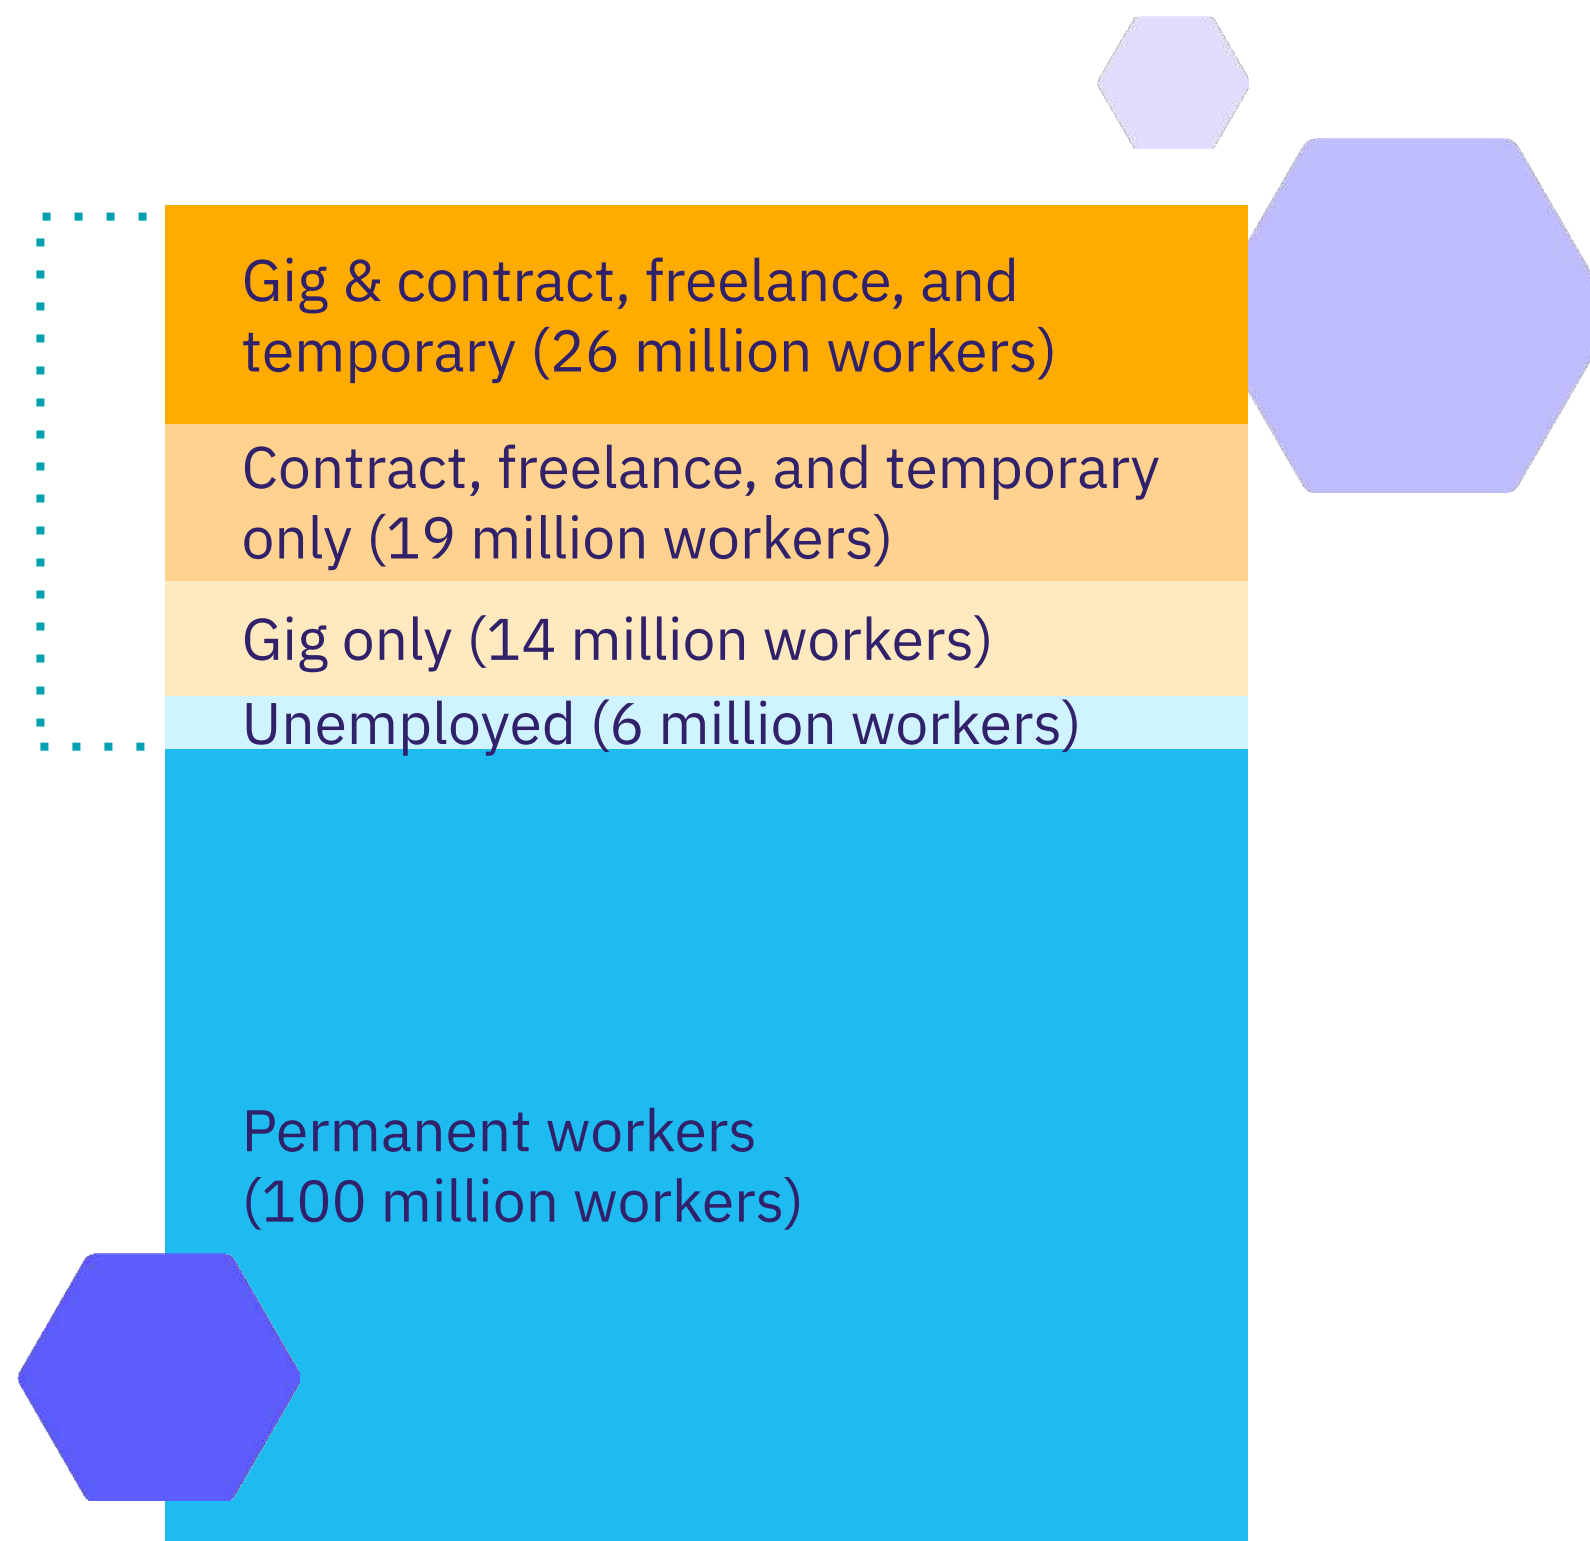 Gig & contract, freelance, and
temporary (26 million workers)
Contract, freelance, and temporary
only (19 million workers)
Gig only (14 million workers)
Unemployed (6 million workers)
Permanent workers
(100 million workers)